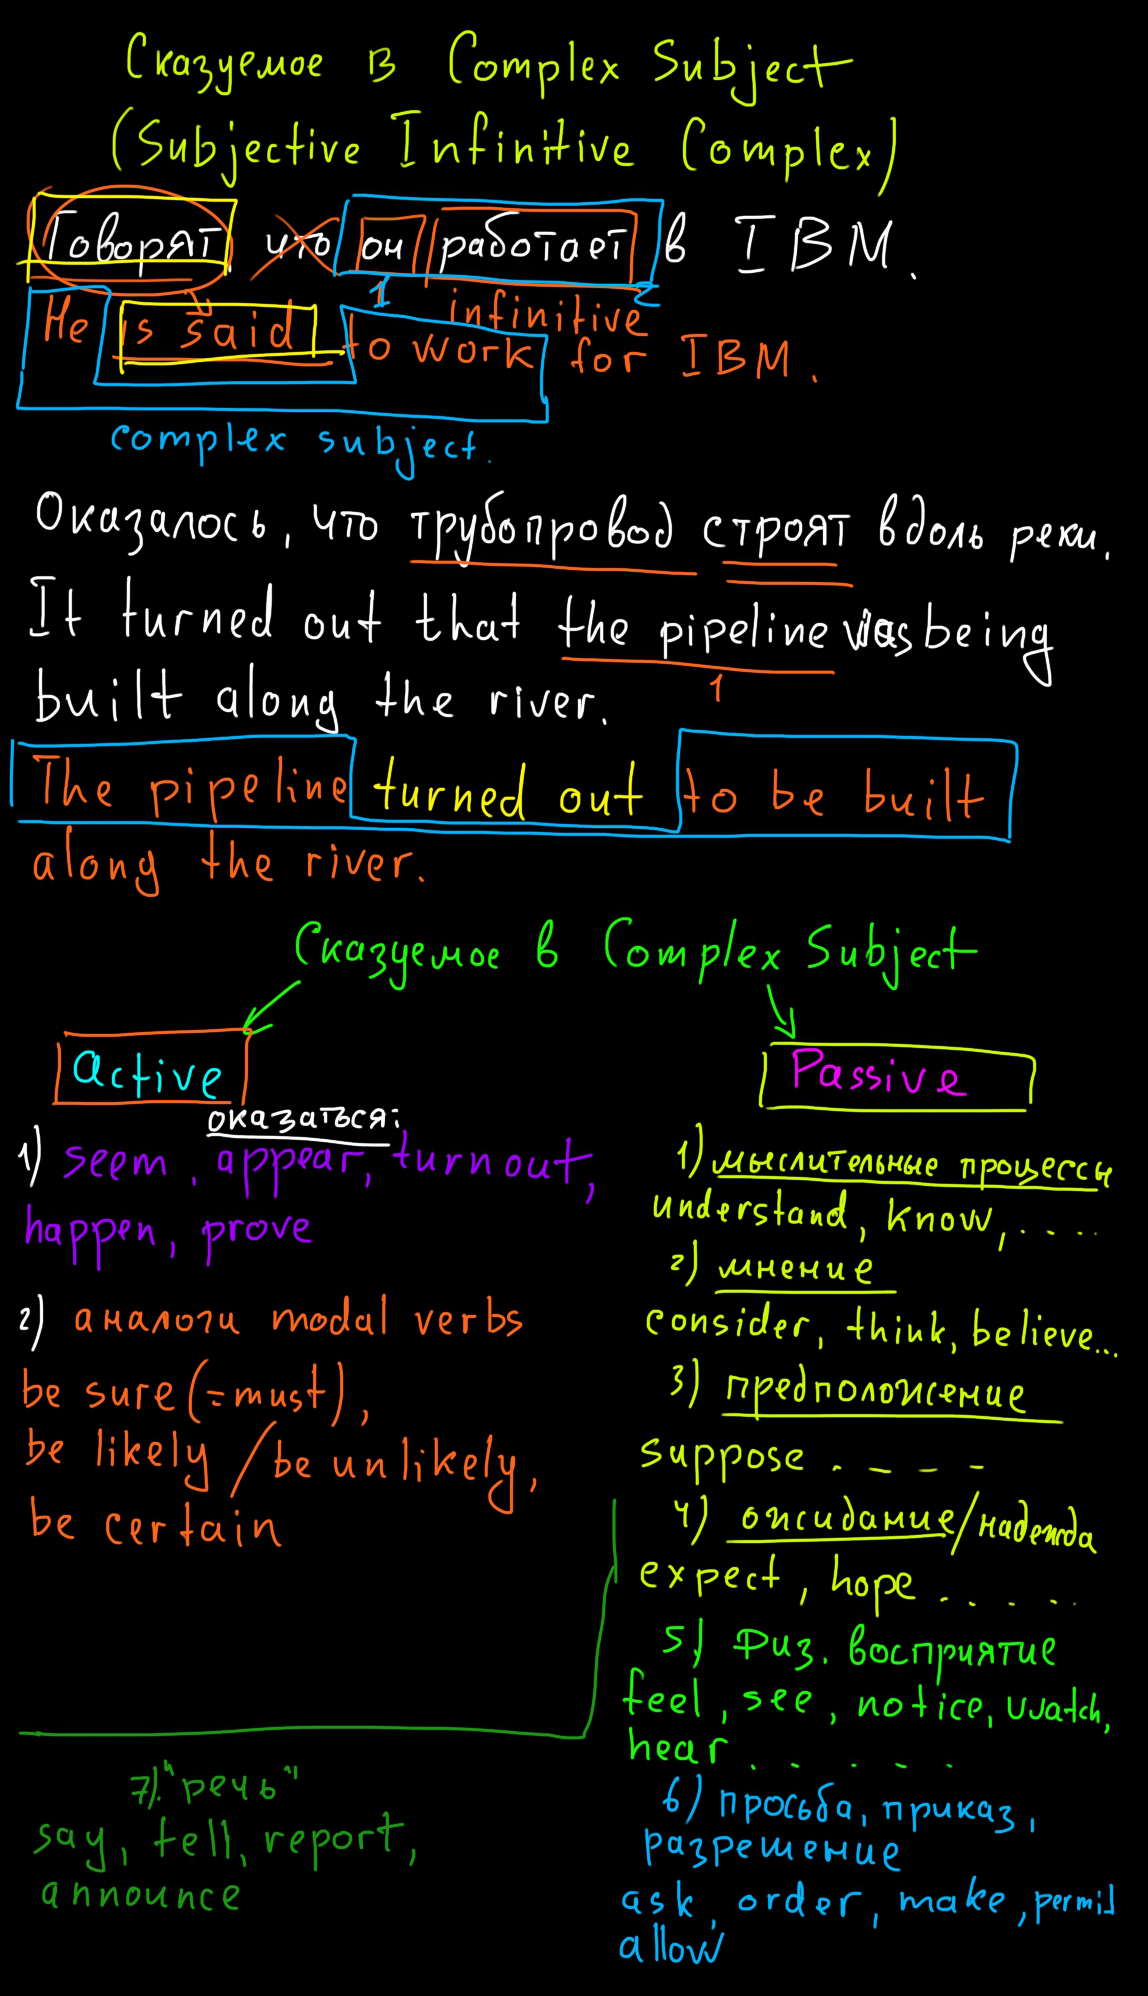 Сказуемое в Complex Subject
(Subjective Infinitive Complex)
Говорят, что он работает в IBM.
1 infinitive 2
He is said to work for IBM.
complex subject.
Оказалось, что трубопровод строят вдоль реки.
It turned out that the pipeline was being
1
built along the river.
The pipeline turned out to be built
along the river.
Сказуемое в Complex Subject
Active
оказаться:
1) seem, appear, turn out,
happen, prove
2) аналоги modal verbs
be sure (=must),
be likely / be unlikely,
be certain
Passive
1) мыслительные процессы
understand, know, ....
2) мнение
consider, think, believe...
3) предположение
suppose . - - -
4) ожидание/надежда
expect, hope . . . . .
5) Физ. восприятие
feel, see, notice, watch,
hear . . . . . .
6) просьба, приказ,
разрешение
ask, order, make, permit
allow
7). "речь"
say, tell, report,
announce